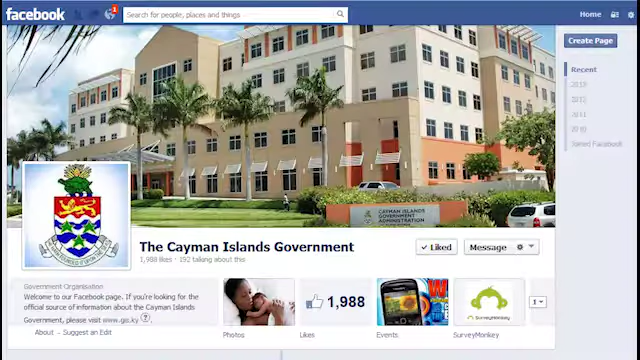 facebook
1
Search for people, places and things
Home
Create Page
Recent
2013
2012
2011
2010
Joined Facebook
CAYMAN ISLANDS
GOVERNMENT
ADMINISTRATION
The Cayman Islands Government
1,988 likes · 192 talking about this
Liked
Message
Government Organisation
Welcome to our Facebook page. If you're looking for the
official source of information about the Cayman Islands
Government, please visit www.gov.ky
About - Suggest an Edit
Photos
1,988
Likes
Events
SurveyMonkey
SurveyMonkey
1